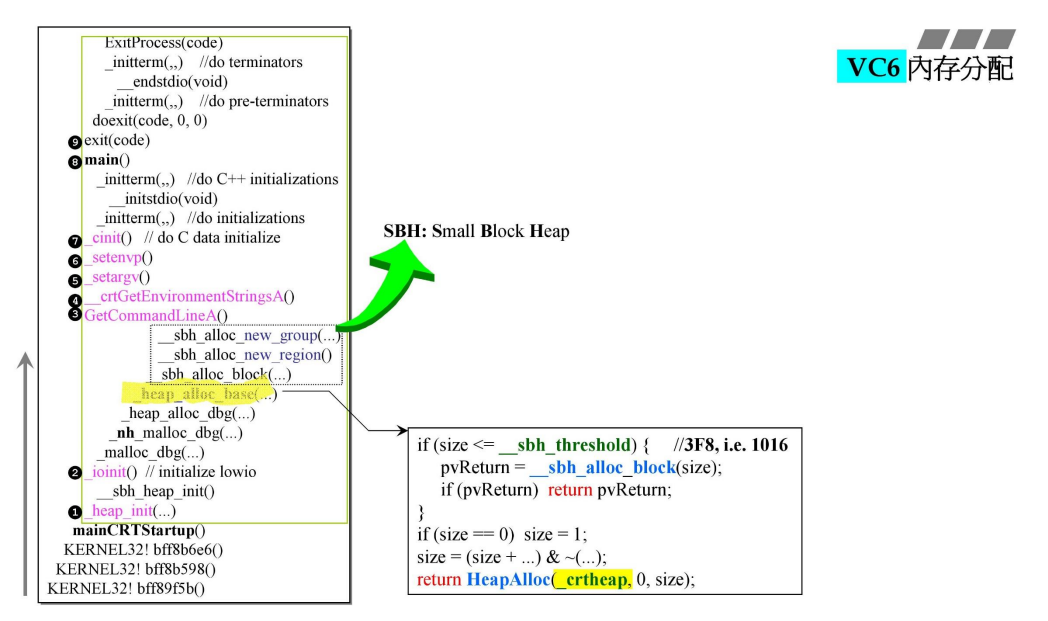 VC6 內存分配
ExitProcess(code)
_initterm(,,) //do terminators
__endstdio(void)
_initterm(,,) //do pre-terminators
doexit(code, 0, 0)
❾ exit(code)
❽ main()
_initterm(,,) //do C++ initializations
__initstdio(void)
_initterm(,,) //do initializations
❼ _cinit() // do C data initialize
❻ _setenvp()
❺ _setargv()
❹ __crtGetEnvironmentStringsA()
❸ GetCommandLineA()
__sbh_alloc_new_group(...)
__sbh_alloc_new_region()
__sbh_alloc_block(...)
_heap_alloc_base(...)
_heap_alloc_dbg(...)
_nh_malloc_dbg(...)
_malloc_dbg(...)
❷ _ioinit() // initialize lowio
__sbh_heap_init()
❶ _heap_init(...)
mainCRTStartup()
KERNEL32! bff8b6e6()
KERNEL32! bff8b598()
KERNEL32! bff89f5b()
SBH: Small Block Heap
if (size <= __sbh_threshold) { //3F8, i.e. 1016
pvReturn = __sbh_alloc_block(size);
if (pvReturn) return pvReturn;
}
if (size == 0) size = 1;
size = (size + ...) & ~(...);
return HeapAlloc(_crtheap, 0, size);